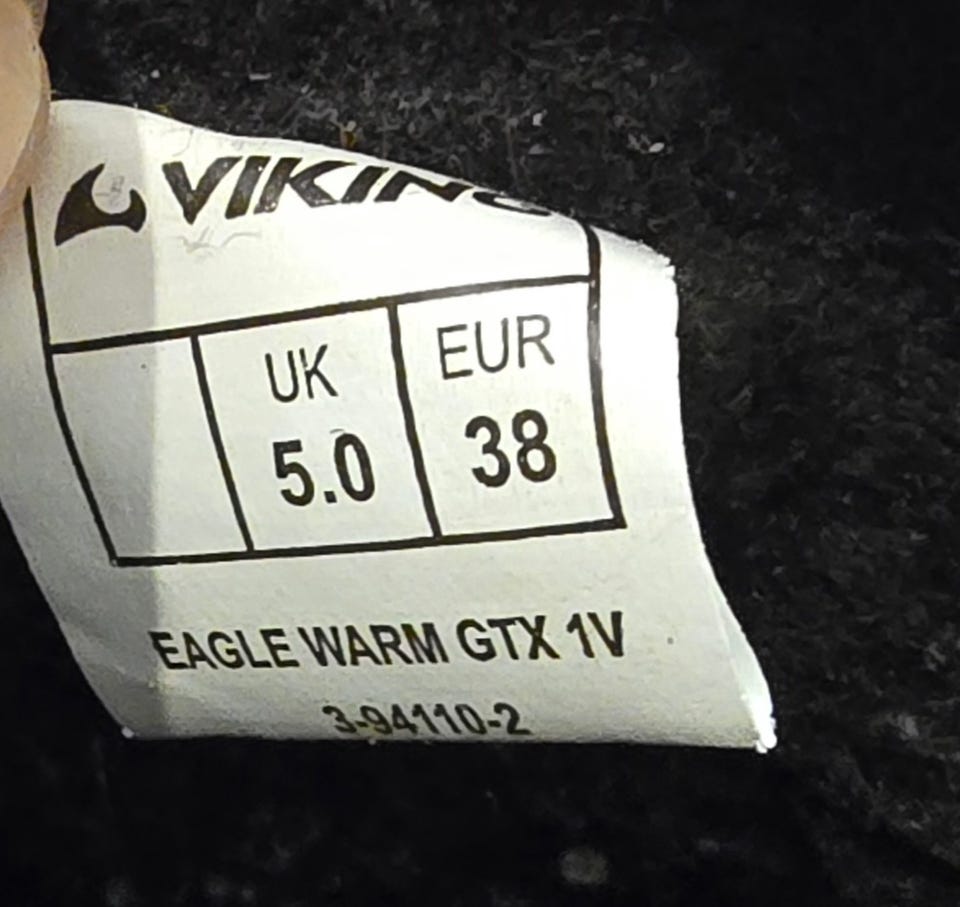 VIKING
UK EUR
5.0 38
EAGLE WARM GTX 1V
3-94110-2